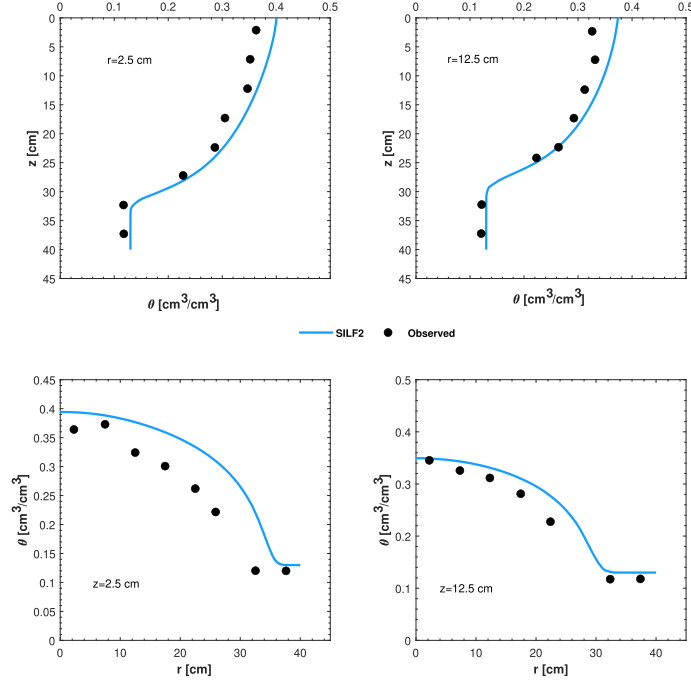 0 0.1 0.2 0.3 0.4 0.5
0 5 10 15 20 25 30 35 40 45
z [cm]
r=2.5 cm
θ [cm3/cm3]
0 0.1 0.2 0.3 0.4 0.5
0 5 10 15 20 25 30 35 40 45
z [cm]
r=12.5 cm
θ [cm3/cm3]
SILF2 Observed
0.45 0.4 0.35 0.3 0.25 0.2 0.15 0.1 0.05 0
θ [cm3/cm3]
z=2.5 cm
0 10 20 30 40
r [cm]
0.5 0.4 0.3 0.2 0.1 0
θ [cm3/cm3]
z=12.5 cm
0 10 20 30 40
r [cm]